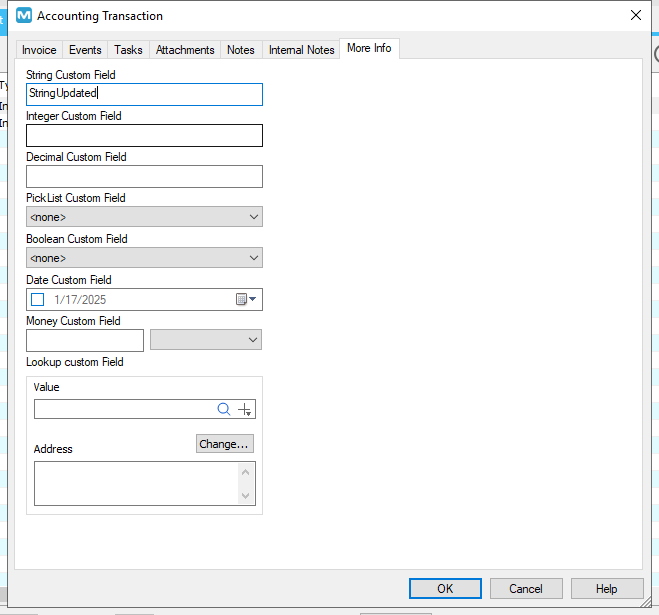 M Accounting Transaction
Invoice Events Tasks Attachments Notes Internal Notes More Info
String Custom Field
StringUpdated
Integer Custom Field
Decimal Custom Field
PickList Custom Field
<none>
Boolean Custom Field
<none>
Date Custom Field
1/17/2025
Money Custom Field
Lookup custom Field
Value
Change...
Address
OK Cancel Help